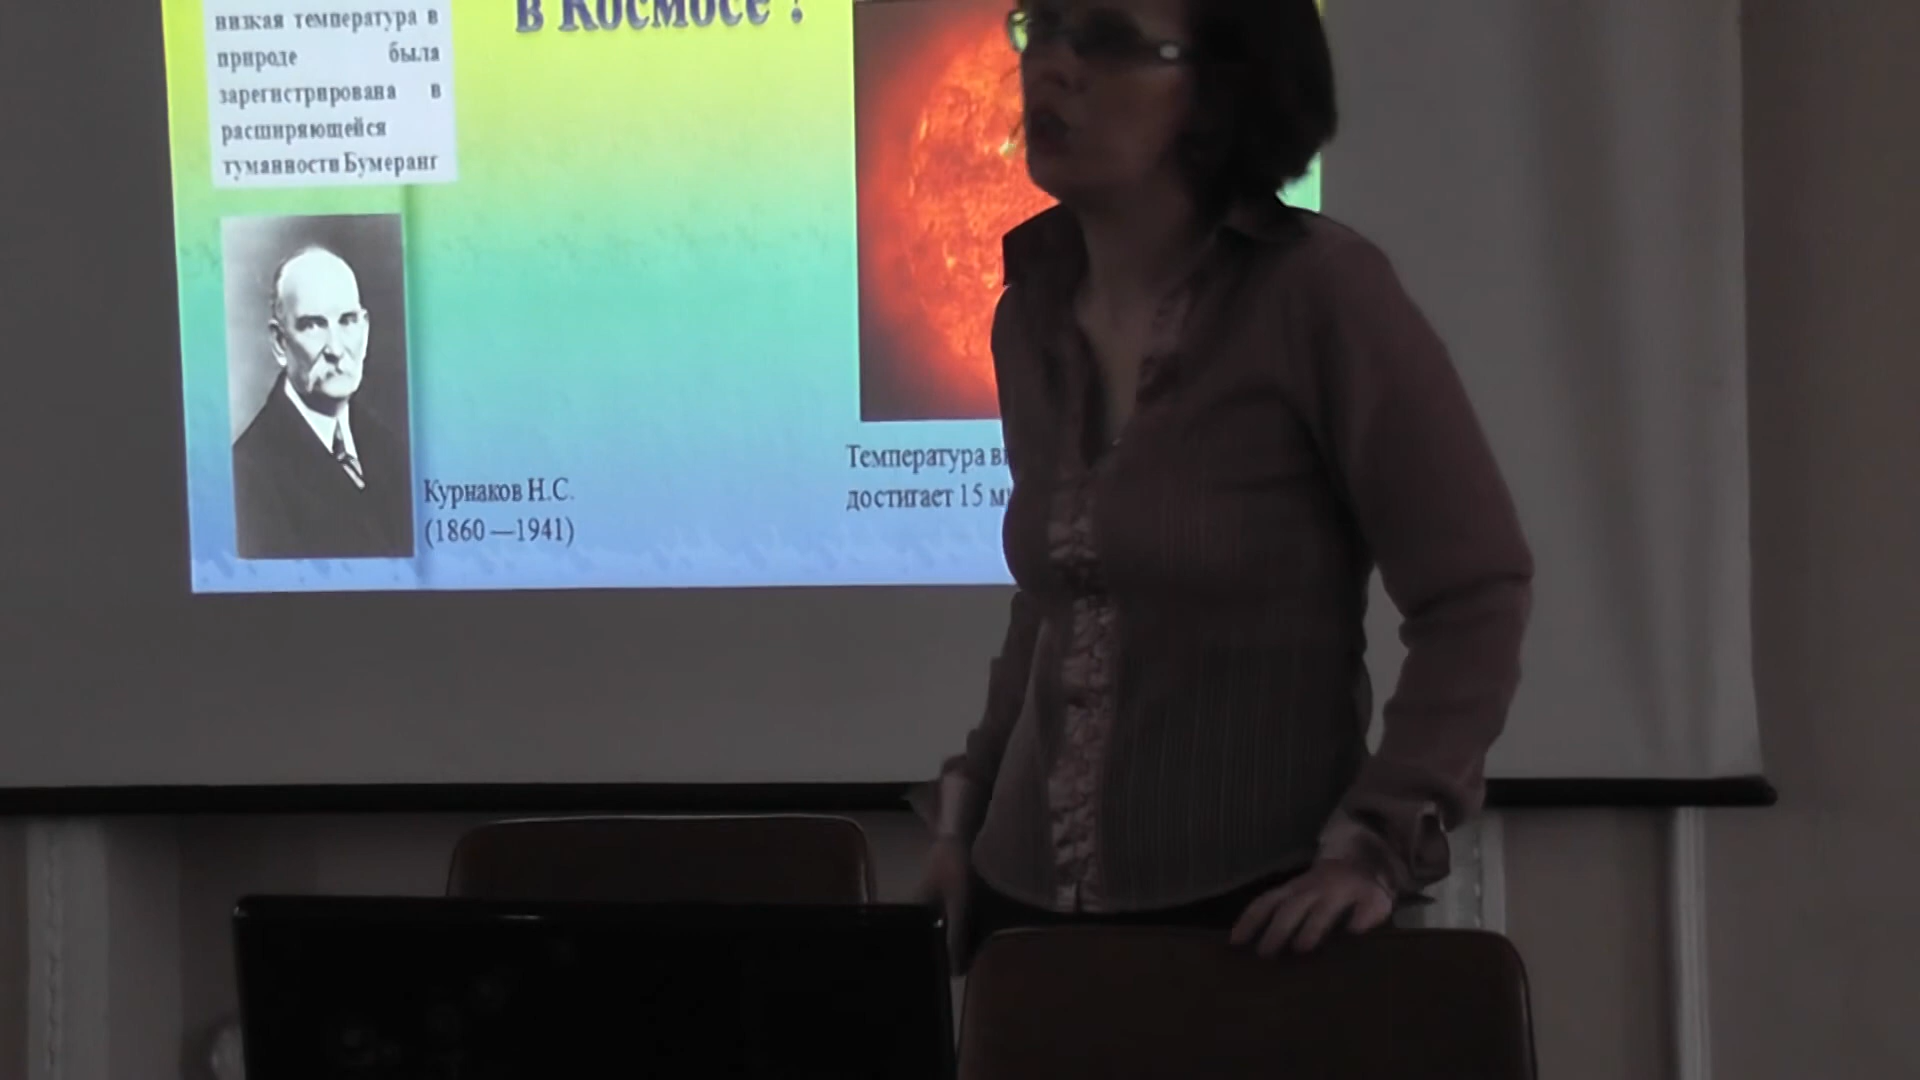 в Космосе ?
низкая температура в
природе была
зарегистрирована в
расширяющейся
туманности Бумеранг
Курнаков Н.С.
(1860 —1941)
Температура
достигает 15